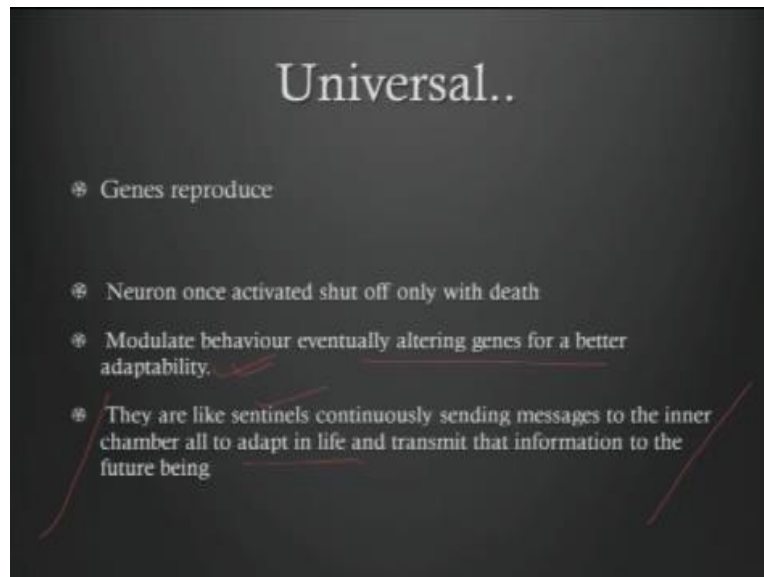 Universal..
Genes reproduce
Neuron once activated shut off only with death
Modulate behaviour eventually altering genes for a better
adaptability.
They are like sentinels continuously sending messages to the inner
chamber all to adapt in life and transmit that information to the
future being